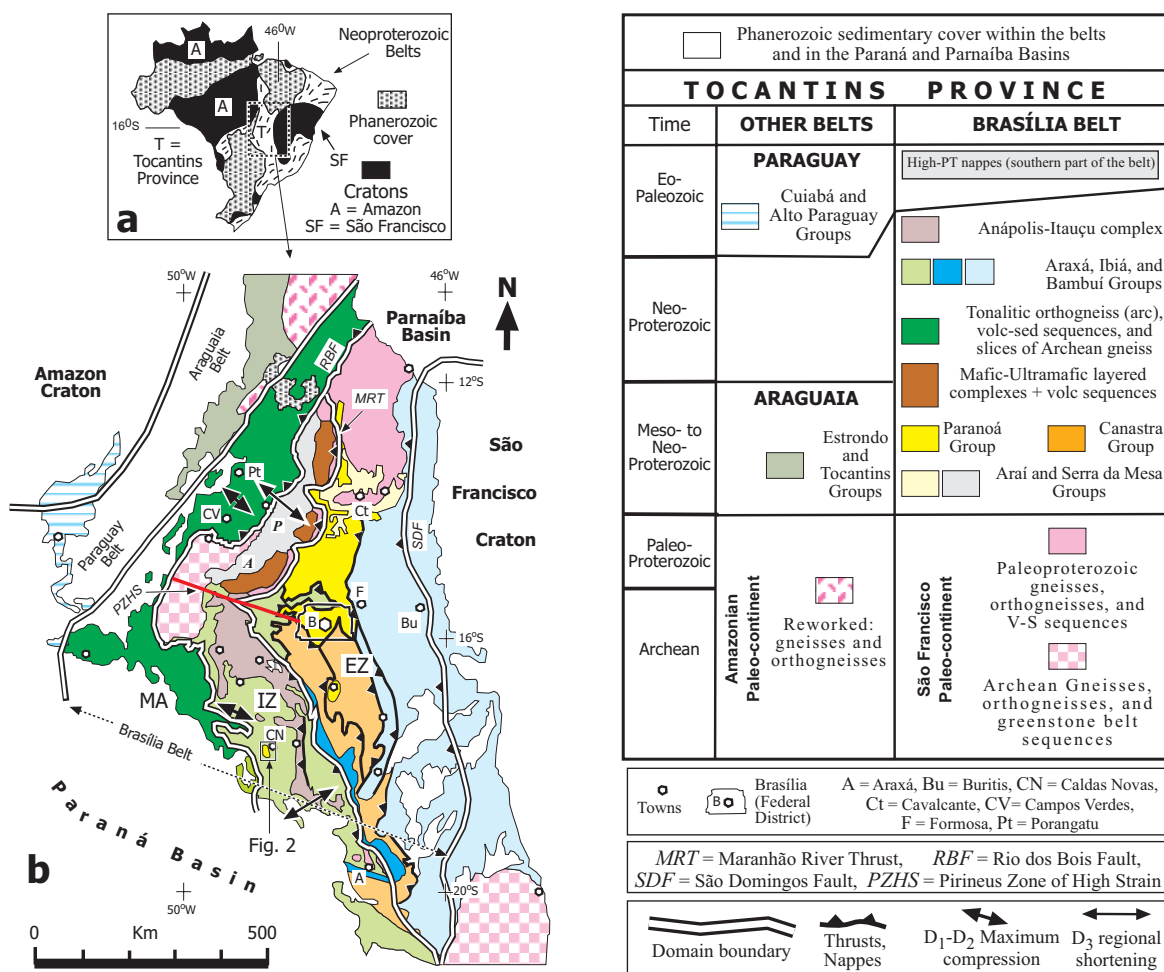 46⁰W
Neoproterozoic
Belts
A
A
16⁰S
T
T =
Tocantins
Province
Phanerozoic
cover
SF
Cratons
A = Amazon
SF = São Francisco
a
50⁰W
46⁰W
N
Parnaíba
Basin
Araguaia
Belt
RBF
Amazon
Craton
12⁰S
MRT
São
Francisco
Craton
Pt
CV
P
Ct
SDF
A
Paraguay
Belt
PZHS
F
B
Bu
16⁰S
EZ
MA
IZ
CN
Brasília Belt
Fig. 2
Paraná Basin
A
20⁰S
50⁰W
b
0 Km 500
Phanerozoic sedimentary cover within the belts
and in the Paraná and Parnaíba Basins
TOCANTINS PROVINCE
Time OTHER BELTS BRASÍLIA BELT
Eo-
Paleozoic
PARAGUAY
Cuiabá and
Alto Paraguay
Groups
High-PT nappes (southern part of the belt)
Anápolis-Itauçu complex
Araxá, Ibiá, and
Bambuí Groups
Neo-
Proterozoic
Tonalitic orthogneiss (arc),
volc-sed sequences, and
slices of Archean gneiss
Mafic-Ultramafic layered
complexes + volc sequences
Meso- to
Neo-
Proterozoic
ARAGUAIA
Estrondo
and
Tocantins
Groups
Paranoá
Group
Canastra
Group
Araí and Serra da Mesa
Groups
Paleo-
Proterozoic
Archean
Amazonian
Paleo-continent
Reworked:
gneisses and
orthogneisses
São Francisco
Paleo-continent
Paleoproterozoic
gneisses,
orthogneisses, and
V-S sequences
Archean Gneisses,
orthogneisses, and
greenstone belt
sequences
Towns
B
Brasília
(Federal
District)
A = Araxá, Bu = Buritis, CN = Caldas Novas,
Ct = Cavalcante, CV= Campos Verdes,
F = Formosa, Pt = Porangatu
MRT = Maranhão River Thrust, RBF = Rio dos Bois Fault,
SDF = São Domingos Fault, PZHS = Pirineus Zone of High Strain
Domain boundary
Thrusts,
Nappes
D₁-D₂ Maximum
compression
D₃ regional
shortening